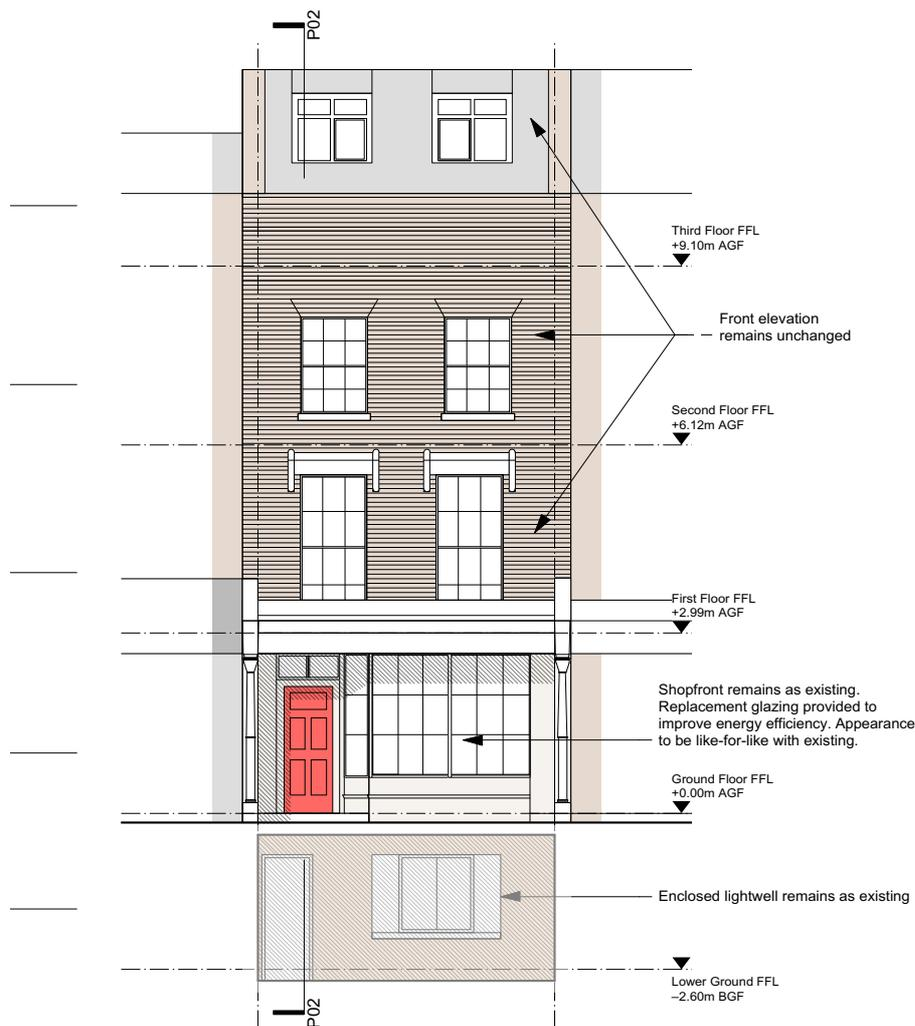 P02
Third Floor FFL
+9.10m AGF
Front elevation
remains unchanged
Second Floor FFL
+6.12m AGF
First Floor FFL
+2.99m AGF
Shopfront remains as existing.
Replacement glazing provided to
improve energy efficiency. Appearance
to be like-for-like with existing.
Ground Floor FFL
+0.00m AGF
Enclosed lightwell remains as existing
Lower Ground FFL
–2.60m BGF
P02